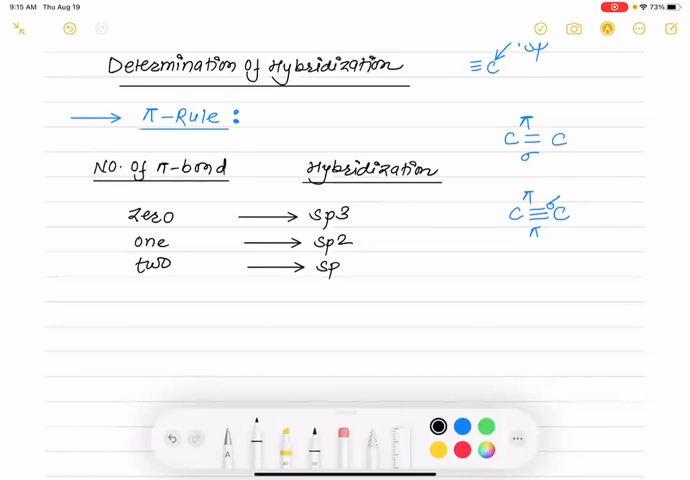 9:15 AM Thu Aug 19
73%
Determination of Hybridization
≡C sp
→ π-Rule:
π
C = C
σ
No. of π-bond Hybridization
π σ
C ≡ C
π
zero → sp3
one → sp2
two → sp
A